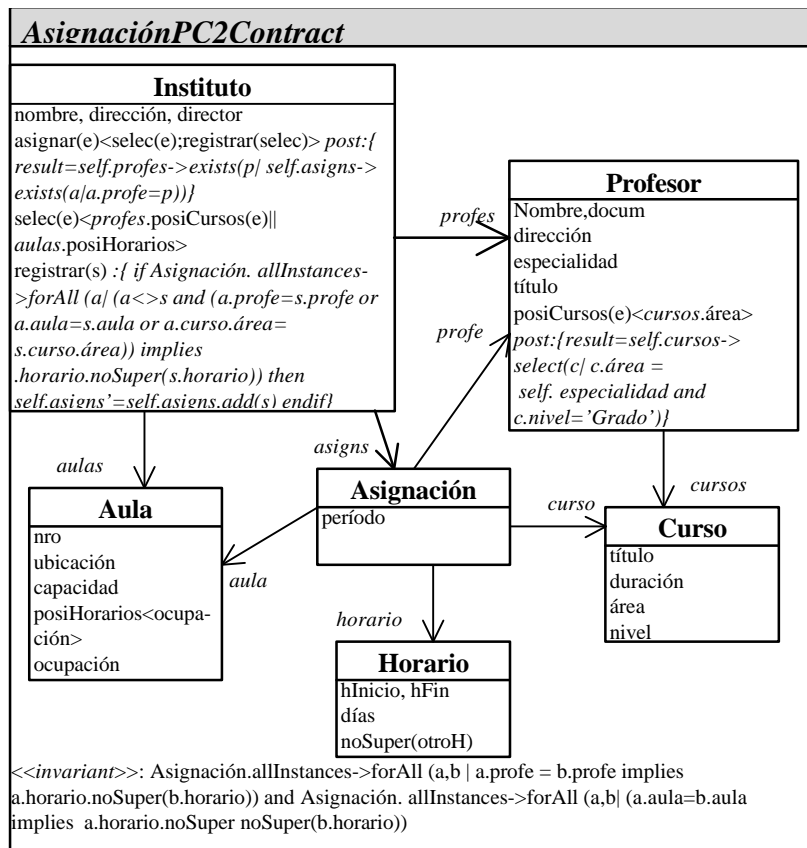 AsignaciónPC2Contract
Instituto
nombre, dirección, director
asignar(e)<selec(e);registrar(selec)> post:{
result=self.profes->exists(p| self.asigns->
exists(a|a.profe=p))}
selec(e)<profes.posiCursos(e)||
aulas.posiHorarios>
registrar(s) :{ if Asignación. allInstances-
>forAll (a| (a<>s and (a.profe=s.profe or
a.aula=s.aula or a.curso.área=
s.curso.área)) implies
.horario.noSuper(s.horario)) then
self.asigns’=self.asigns.add(s) endif}
profes
Profesor
Nombre,docum
dirección
especialidad
título
posiCursos(e)<cursos.área>
post:{result=self.cursos->
select(c| c.área =
self. especialidad and
c.nivel=’Grado’)}
profe
asigns
aulas
cursos
Aula
nro
ubicación
capacidad
posiHorarios<ocupa-
ción>
ocupación
aula
Asignación
período
curso
Curso
título
duración
área
nivel
horario
Horario
hInicio, hFin
días
noSuper(otroH)
<<invariant>>: Asignación.allInstances->forAll (a,b | a.profe = b.profe implies
a.horario.noSuper(b.horario)) and Asignación. allInstances->forAll (a,b| (a.aula=b.aula
implies a.horario.noSuper noSuper(b.horario))